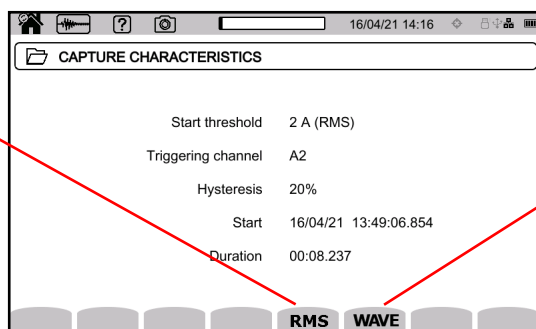 ? 16/04/21 14:16
CAPTURE CHARACTERISTICS
Start threshold 2 A (RMS)
Triggering channel A2
Hysteresis 20%
Start 16/04/21 13:49:06.854
Duration 00:08.237
RMS WAVE